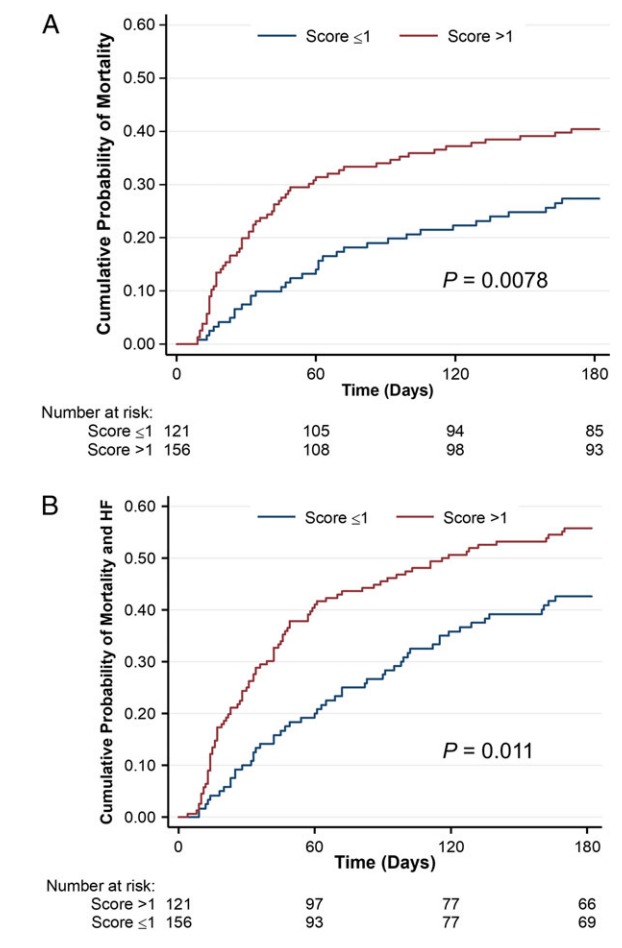 A
Cumulative Probability of Mortality
Score ≤1 Score >1
0.60
0.50
0.40
0.30
0.20
0.10
0.00
P = 0.0078
0 60 120 180
Time (Days)
Number at risk:
Score ≤1 121 105 94 85
Score >1 156 108 98 93
B
Cumulative Probability of Mortality and HF
Score ≤1 Score >1
0.60
0.50
0.40
0.30
0.20
0.10
0.00
P = 0.011
0 60 120 180
Time (Days)
Number at risk:
Score >1 121 97 77 66
Score ≤1 156 93 77 69